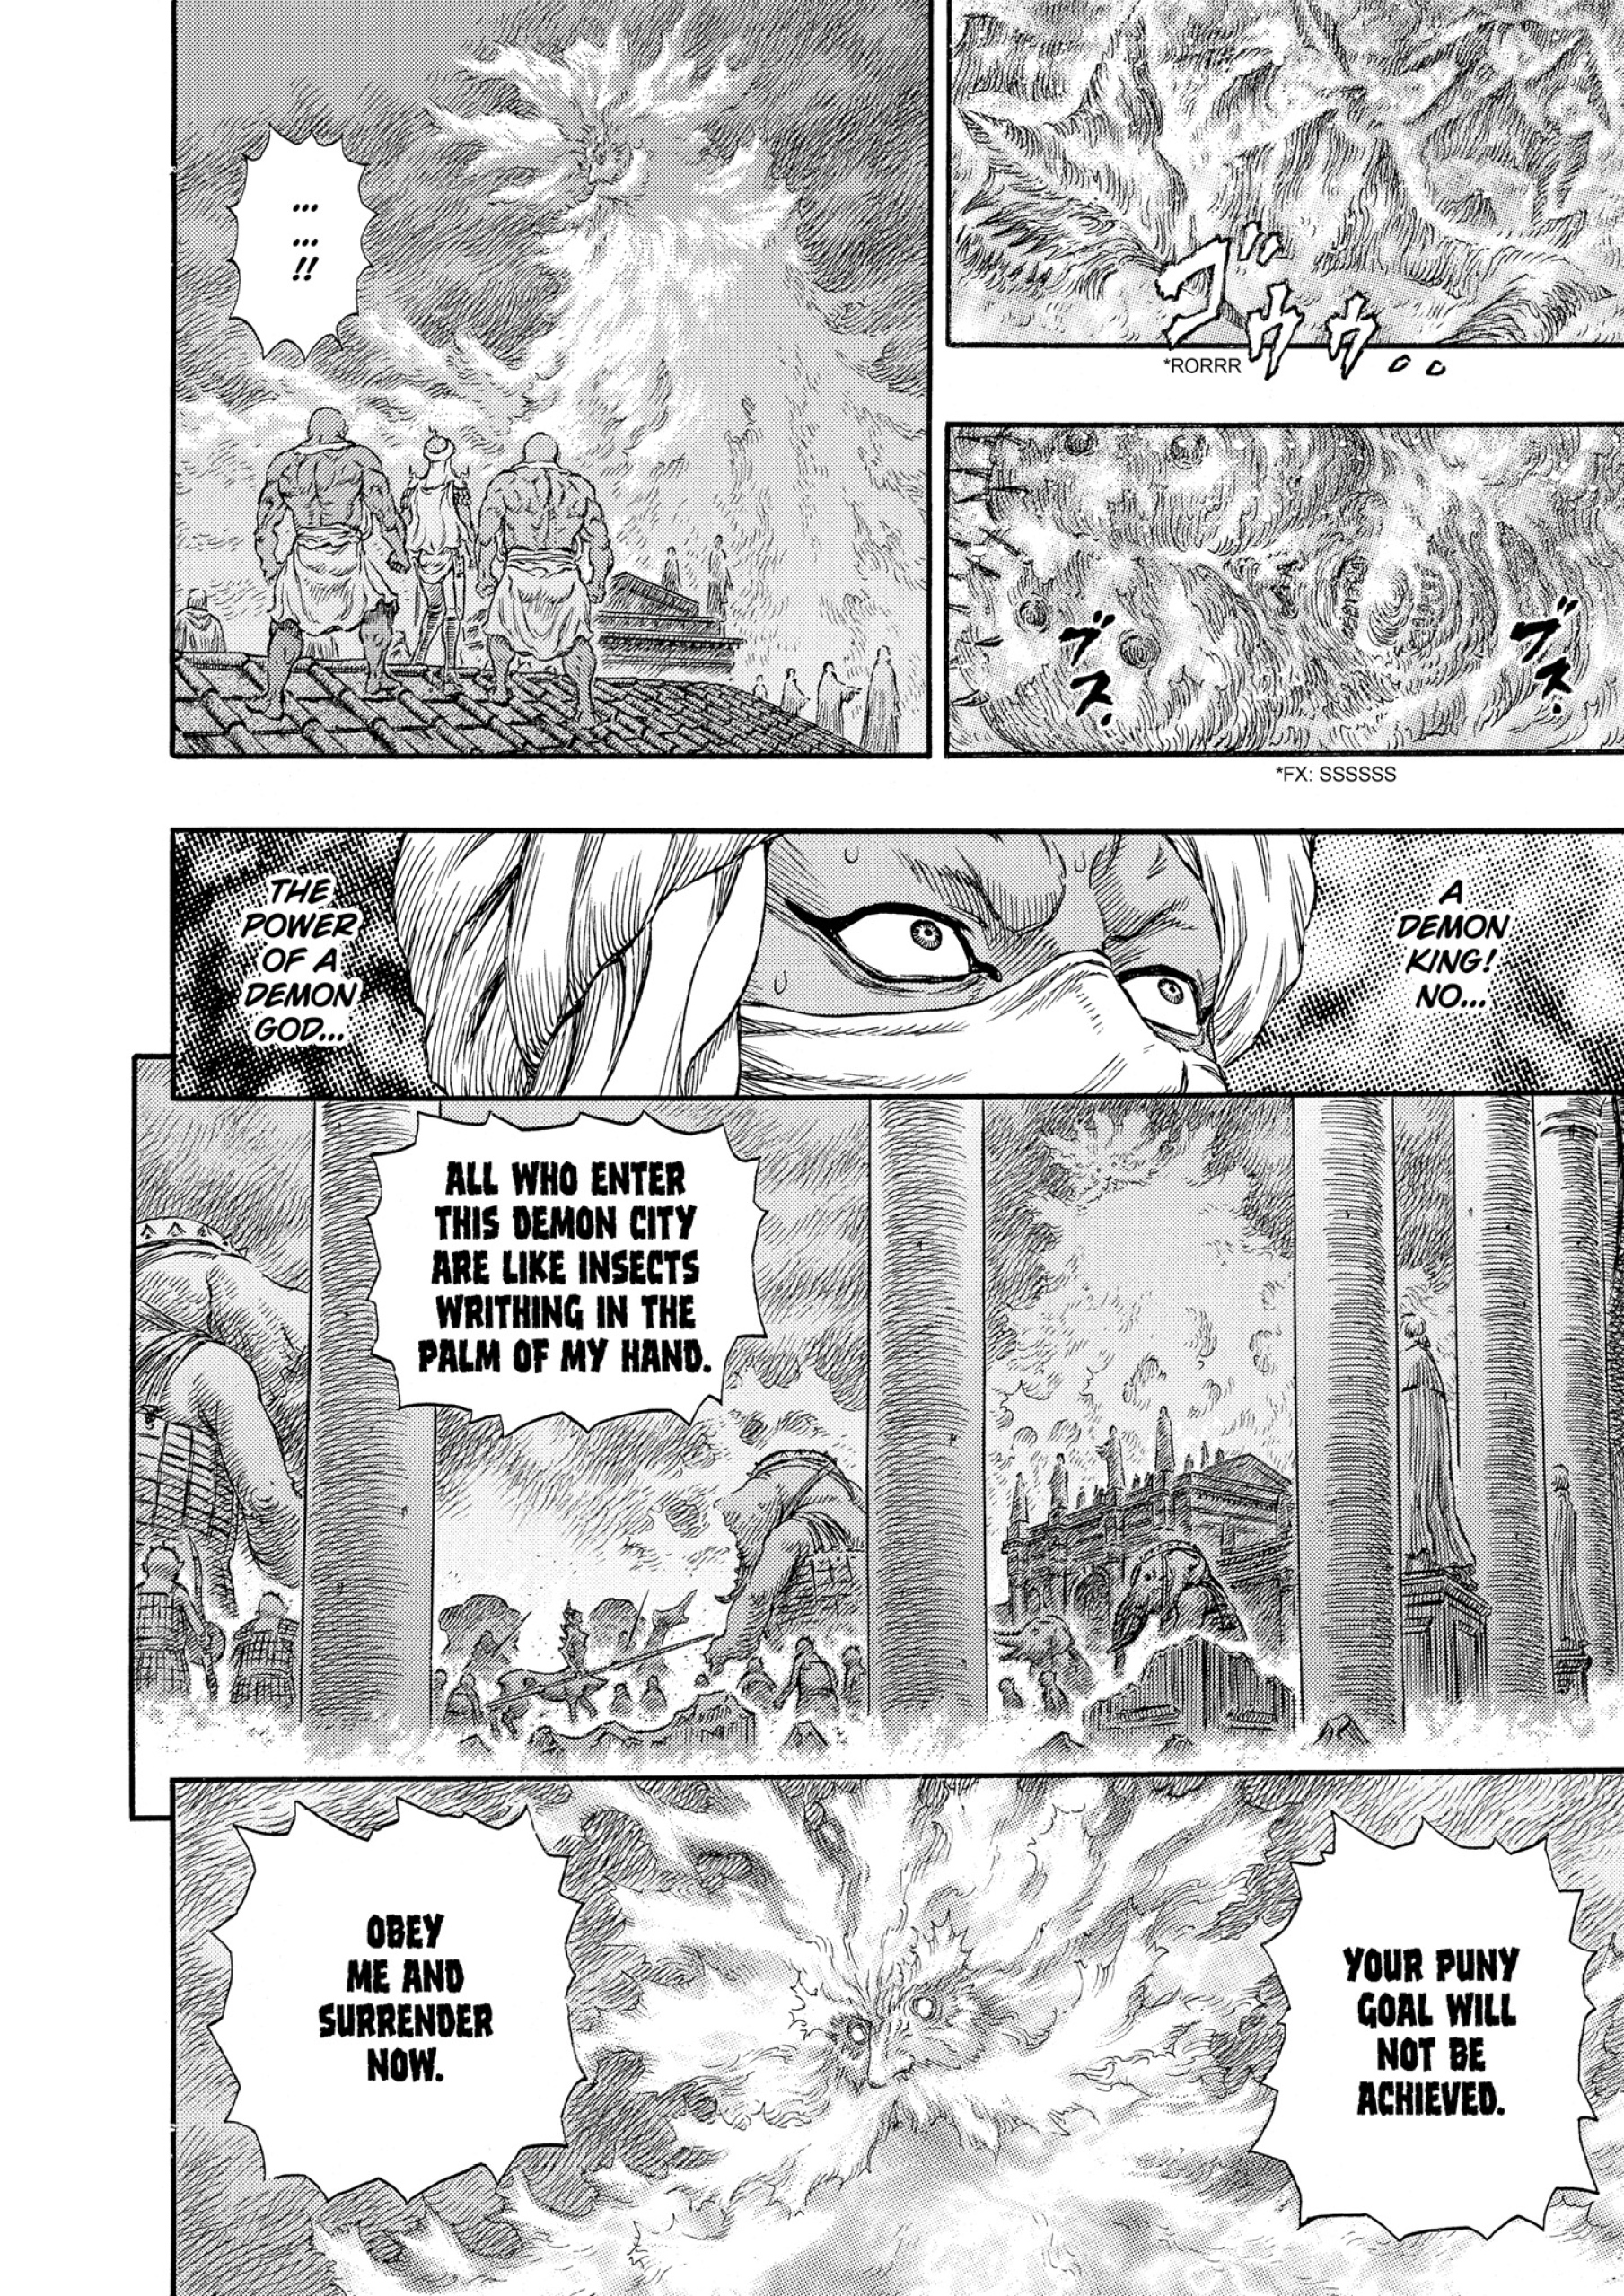 ゴゥゥ...
*RORRR
ブス.
ブス.
*FX: SSSSSS
...
...
!!
A
DEMON
KING!
NO...
THE
POWER
OF A
DEMON
GOD...
ALL WHO ENTER
THIS DEMON CITY
ARE LIKE INSECTS
WRITHING IN THE
PALM OF MY HAND.
YOUR PUNY
GOAL WILL
NOT BE
ACHIEVED.
OBEY
ME AND
SURRENDER
NOW.